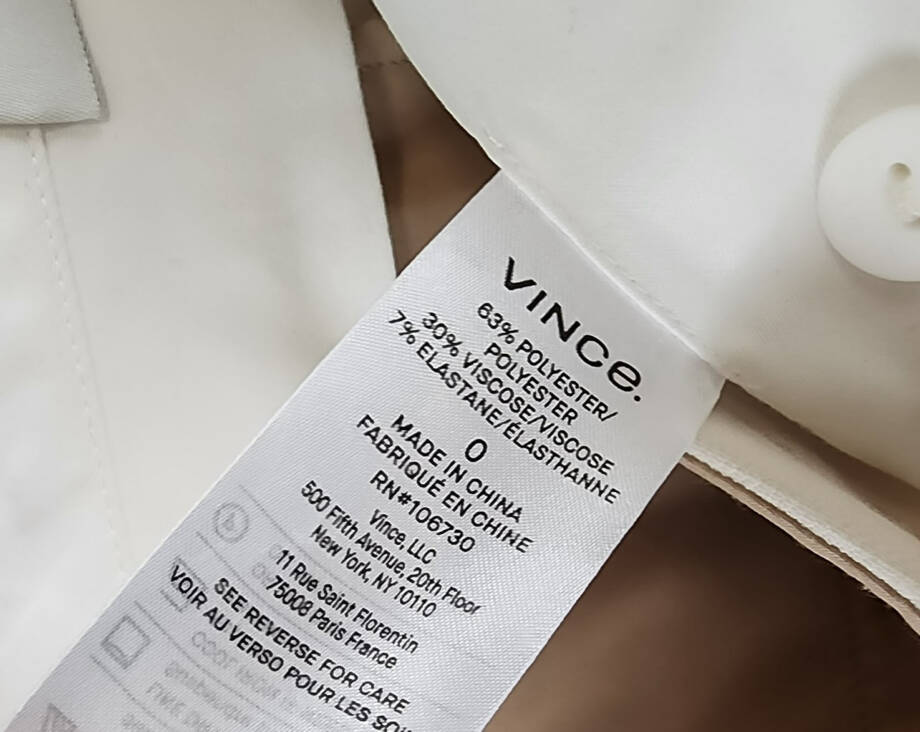 VINCE.
63% POLYESTER/
POLYESTER
30% VISCOSE/VISCOSE
7% ELASTANE/ÉLASTHANNE
0
MADE IN CHINA
FABRIQUÉ EN CHINE
RN#106730
Vince, LLC
500 Fifth Avenue, 20th Floor
New York, NY 10110
11 Rue Saint Florentin
75008 Paris France
SEE REVERSE FOR CARE
VOIR AU VERSO POUR LES